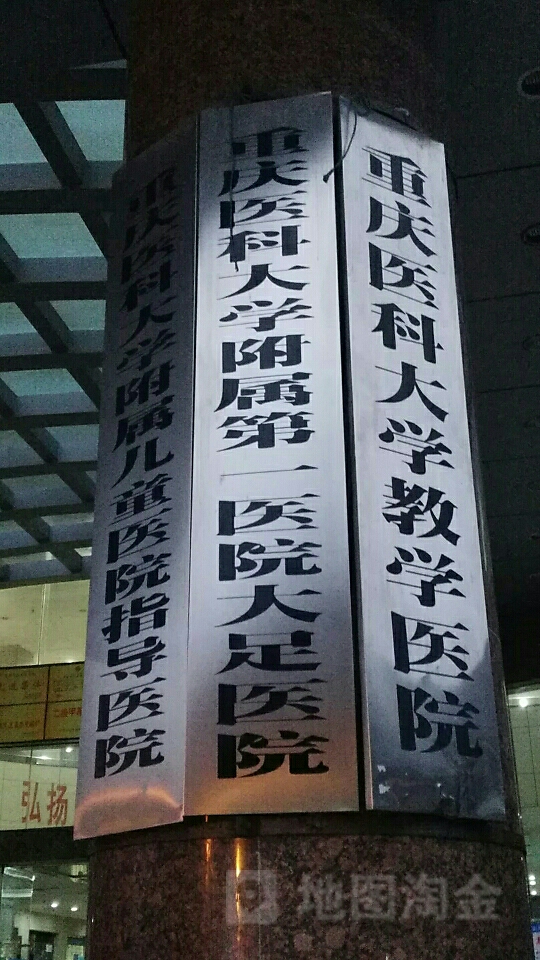 重庆医科大学教学医院
重庆医科大学附属第一医院大足医院
重庆医科大学附属儿童医院指导医院
弘扬
地图淘金